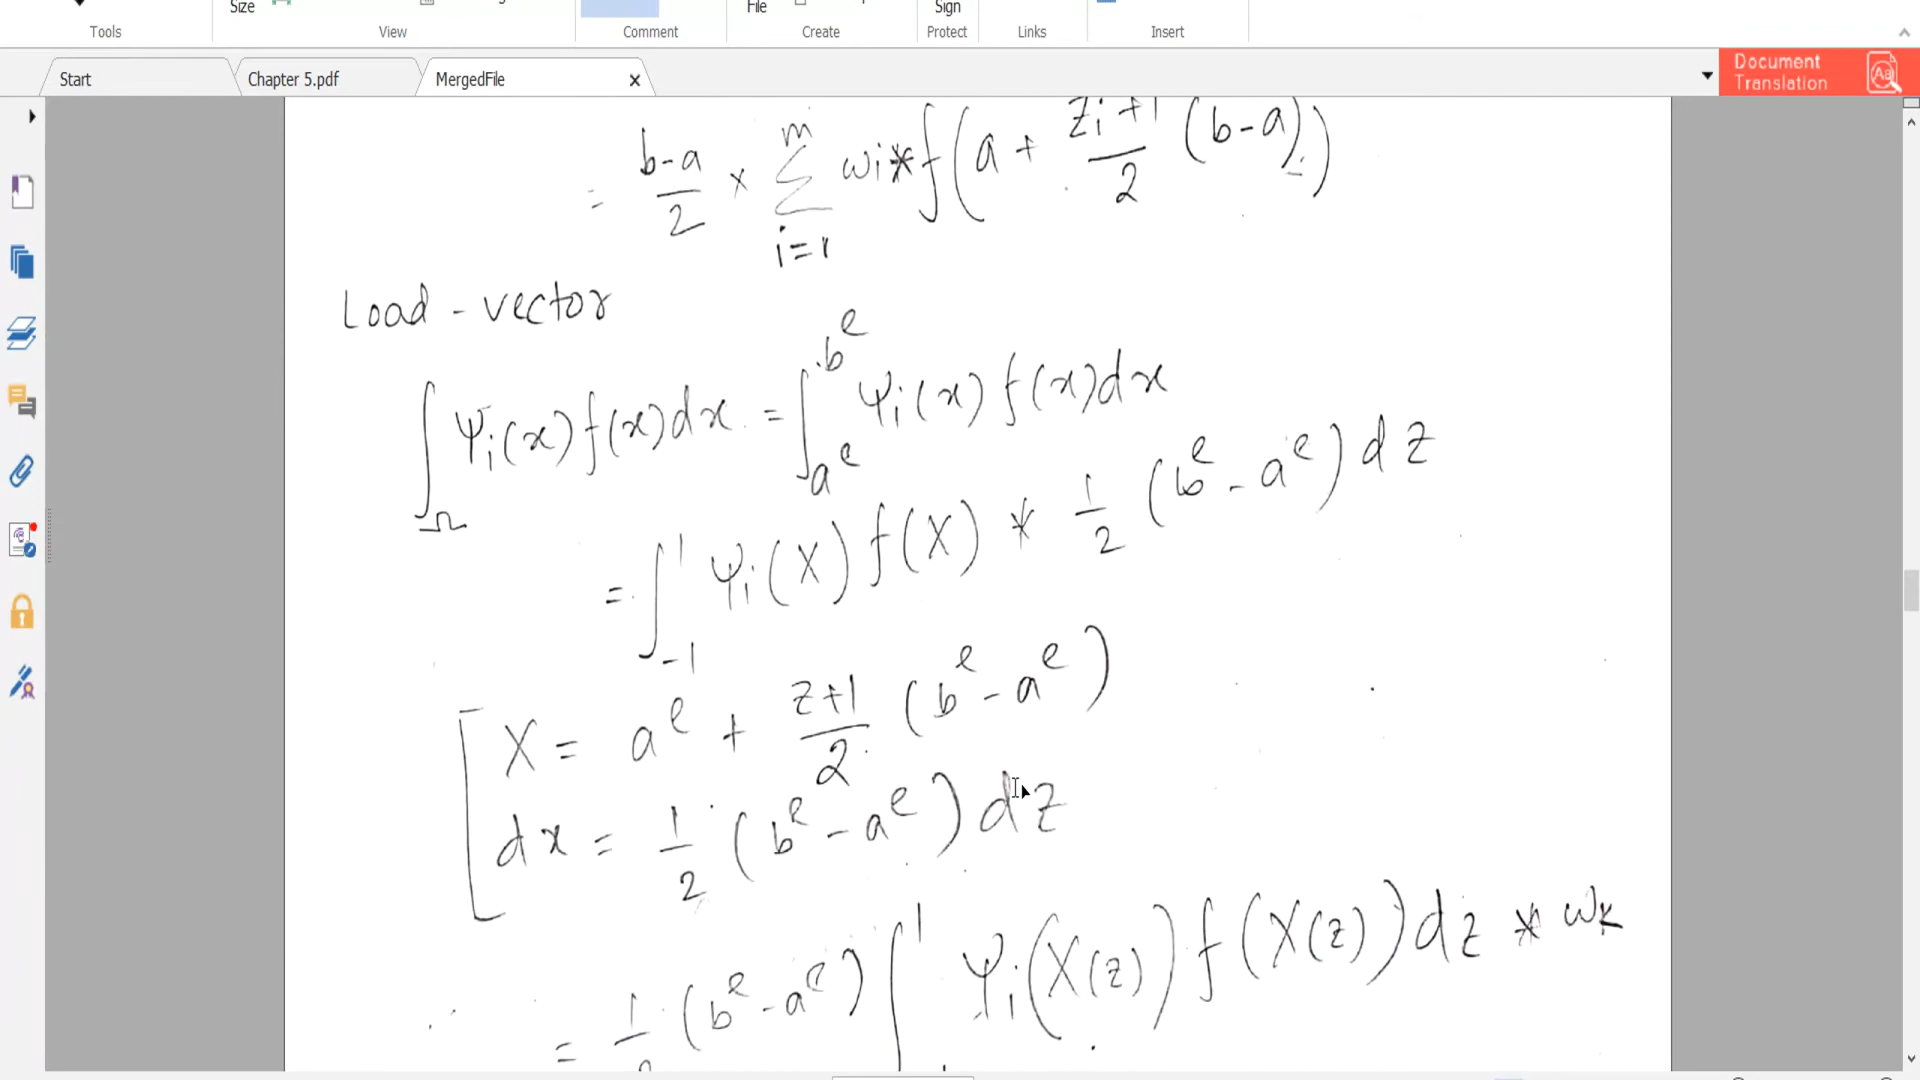 Size File Sign
Tools View Comment Create Protect Links Insert
Start Chapter 5.pdf MergedFile × Document Translation
= b-a/2 × Σ_{i=1}^{m} wi * f(a + zi+1/2 (b-a))
Load - vector
∫_Ω ψi(x) f(x) dx = ∫_{a^e}^{b^e} ψi(x) f(x) dx
= ∫_{-1}^{1} ψi(X) f(X) * 1/2 (b^e - a^e) dz
[ X = a^e + z+1/2 (b^e - a^e)
dx = 1/2 (b^e - a^e) dz
= 1/2 (b^e - a^e) ∫^{1} ψi(X(z)) f(X(z)) dz * wk